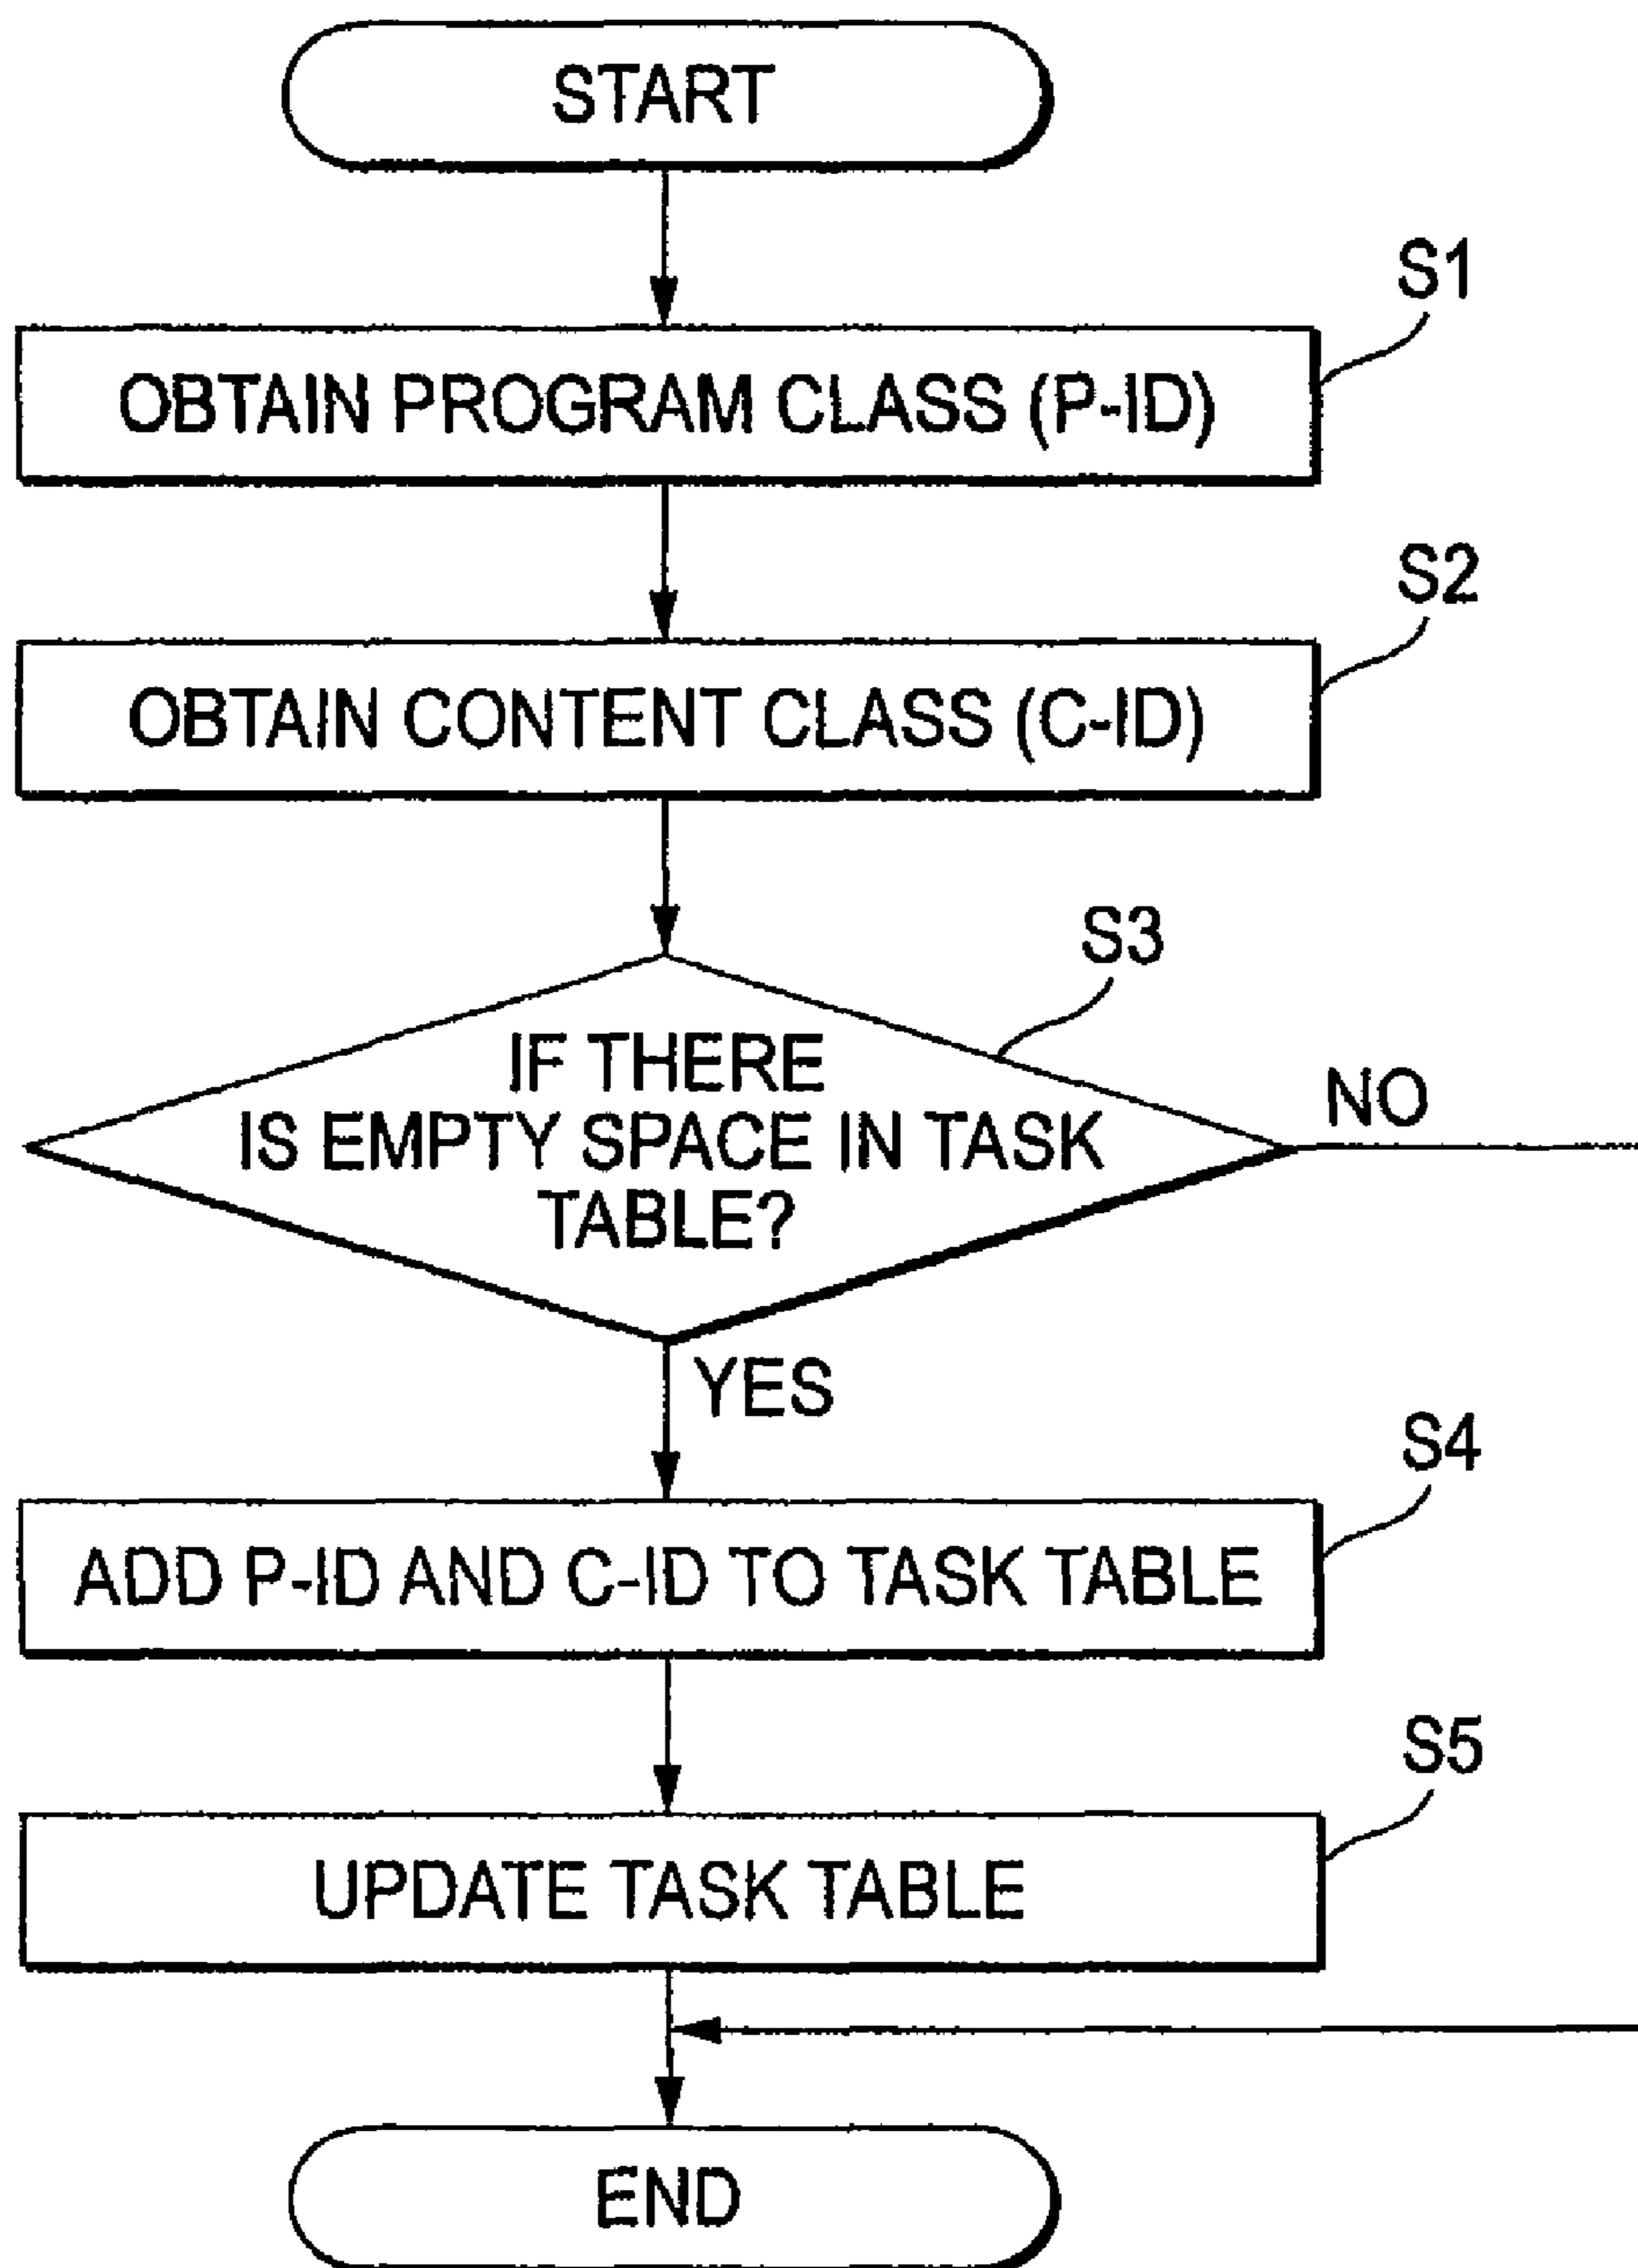 START
S1
OBTAIN PROGRAM CLASS (P-ID)
S2
OBTAIN CONTENT CLASS (C-ID)
S3
IF THERE
IS EMPTY SPACE IN TASK
TABLE?
NO
YES
S4
ADD P-ID AND C-ID TO TASK TABLE
S5
UPDATE TASK TABLE
END